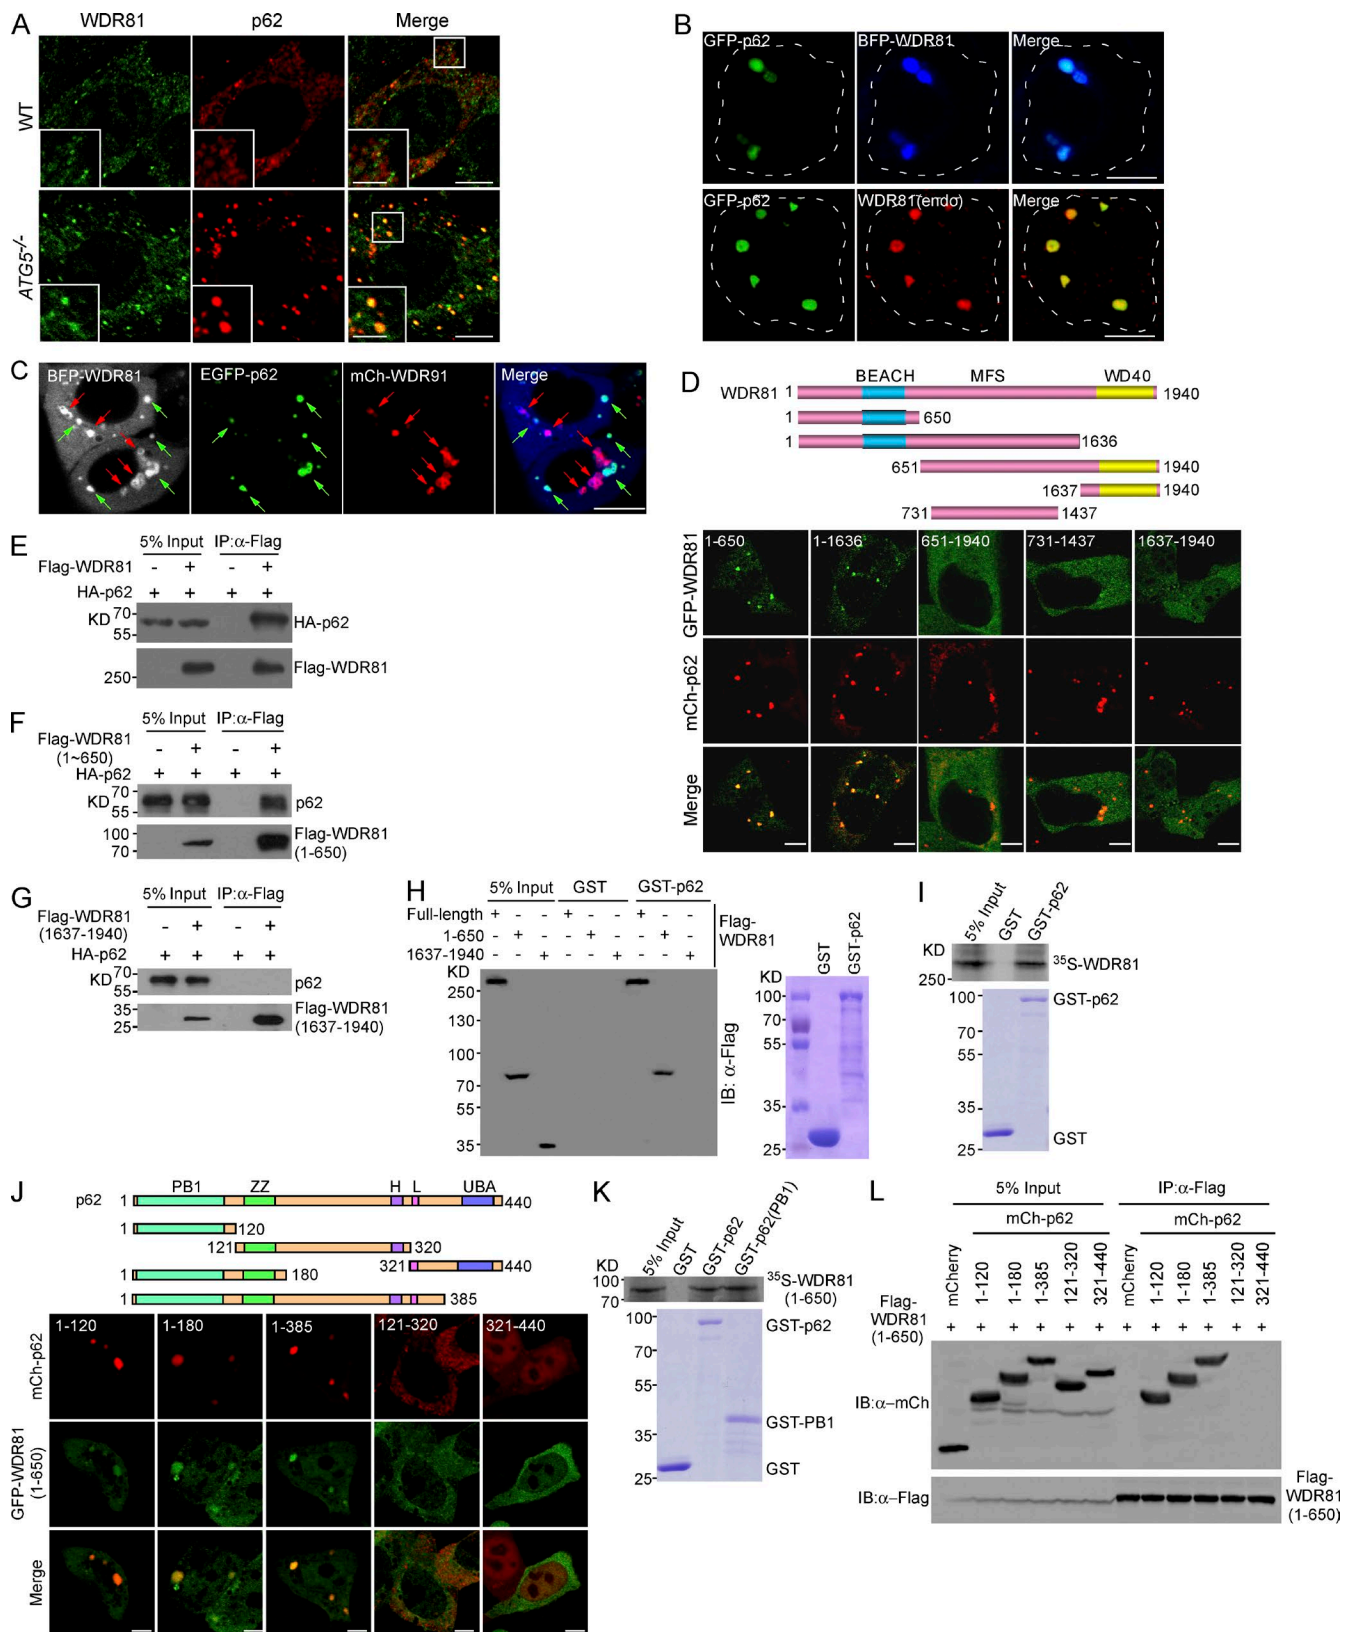 A
WDR81 p62 Merge
WT
ATG5-/-
B
GFP-p62 BFP-WDR81 Merge
GFP-p62 WDR81(endo) Merge
C
BFP-WDR81 EGFP-p62 mCh-WDR91 Merge
D
BEACH MFS WD40
WDR81 1 1940
1 650
1 1636
651 1940
1637 1940
731 1437
1-650 1-1636 651-1940 731-1437 1637-1940
GFP-WDR81
mCh-p62
Merge
E
5% Input IP:α-Flag
Flag-WDR81 - + - +
HA-p62 + + + +
KD 70
55
HA-p62
250
Flag-WDR81
F
5% Input IP:α-Flag
Flag-WDR81 - + - +
(1~650)
HA-p62 + + + +
70
KD
55
p62
100
70
Flag-WDR81
(1-650)
G
5% Input IP:α-Flag
Flag-WDR81 - + - +
(1637-1940)
HA-p62 + + + +
70
KD
55
p62
35
25
Flag-WDR81
(1637-1940)
H
5% Input GST GST-p62
Full-length + - - + - - + - -
1-650 - + - - + - - + -
1637-1940 - - + - - + - - +
Flag-
WDR81
KD
250
130
100
70
55
35
IB: α-Flag
GST GST-p62
KD
100
70
55
35
25
I
5% Input GST GST-p62
KD
250
35S-WDR81
100
70
55
35
25
GST-p62
GST
J
PB1 ZZ H L UBA
p62 1 440
1 120
121 320
321 440
1 180
1 385
1-120 1-180 1-385 121-320 321-440
mCh-p62
GFP-WDR81
(1-650)
Merge
K
5% Input GST GST-p62 GST-p62(PB1)
KD
100
70
35S-WDR81
(1-650)
100
70
55
35
25
GST-p62
GST-PB1
GST
L
5% Input IP:α-Flag
mCh-p62 mCh-p62
mCherry 1-120 1-180 1-385 121-320 321-440 mCherry 1-120 1-180 1-385 121-320 321-440
Flag-
WDR81
(1-650)
+ + + + + + + + + + + +
IB:α–mCh
IB:α–Flag
Flag-
WDR81
(1-650)